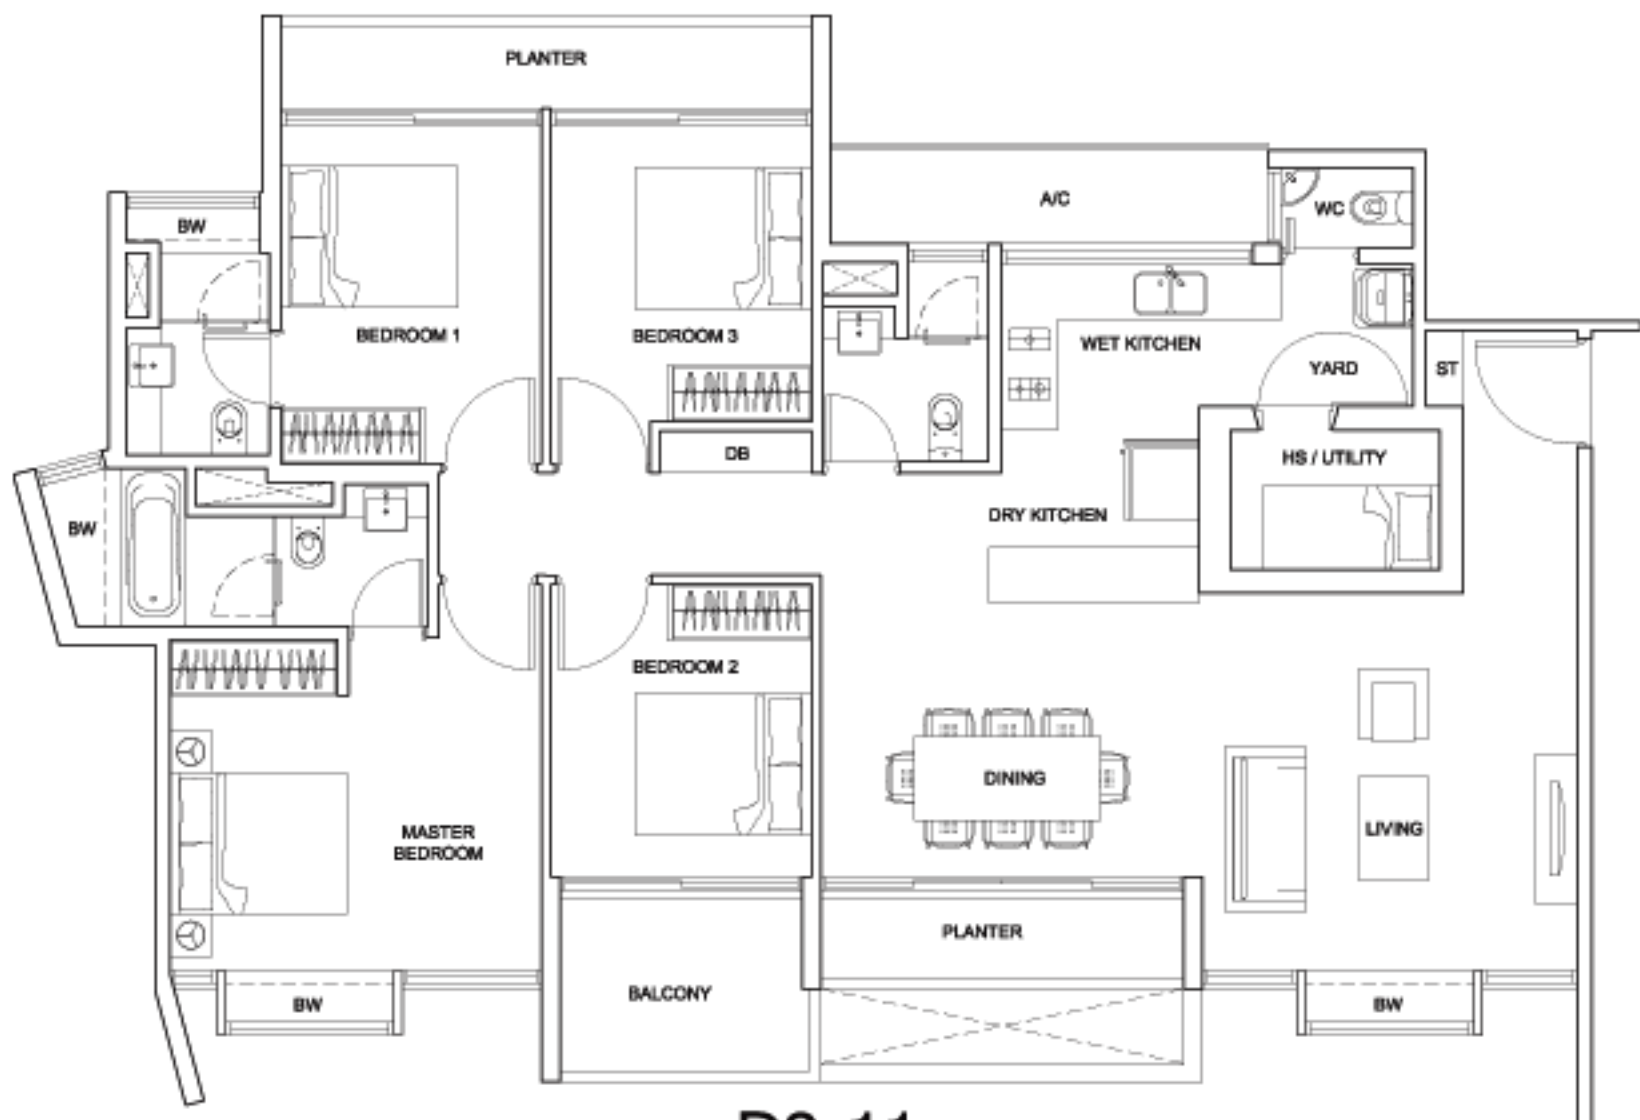 PLANTER
A/C
WC
BW
BEDROOM 1
BEDROOM 3
WET KITCHEN
YARD
ST
DB
HS / UTILITY
DRY KITCHEN
BW
BEDROOM 2
DINING
LIVING
MASTER
BEDROOM
PLANTER
BALCONY
BW
BW